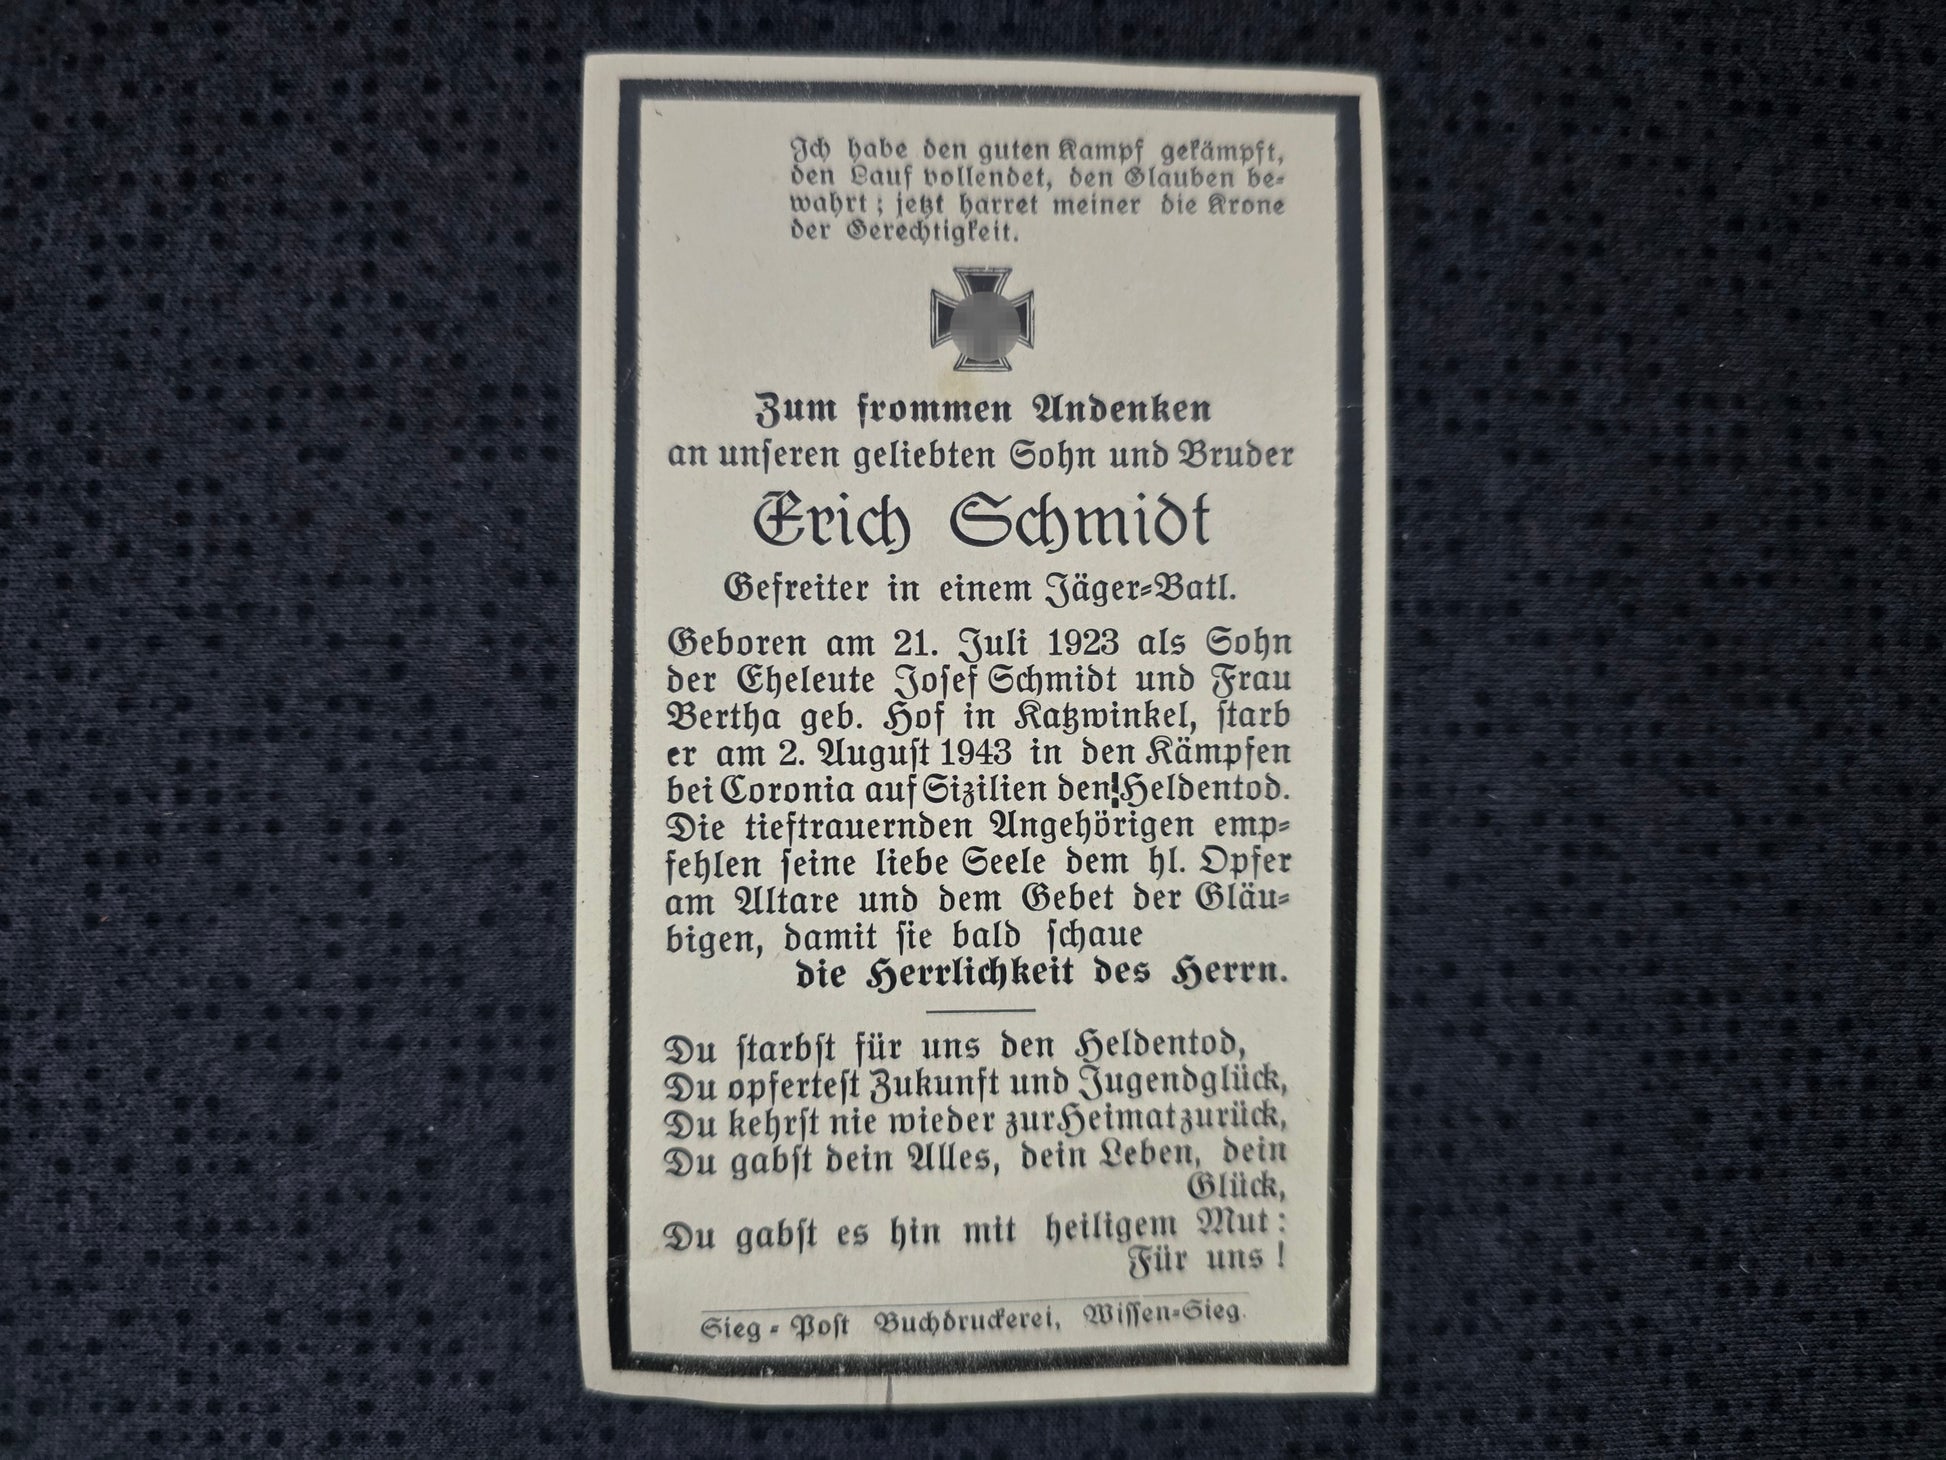 Ich habe den guten Kampf gekämpft,
den Lauf vollendet, den Glauben be-
wahrt; jetzt harret meiner die Krone
der Gerechtigkeit.
Zum frommen Andenken
an unseren geliebten Sohn und Bruder
Erich Schmidt
Gefreiter in einem Jäger-Batl.
Geboren am 21. Juli 1923 als Sohn
der Eheleute Josef Schmidt und Frau
Bertha geb. Hof in Katzwinkel, starb
er am 2. August 1943 in den Kämpfen
bei Coronia auf Sizilien den Heldentod.
Die tieftrauernden Angehörigen emp-
fehlen seine liebe Seele dem hl. Opfer
am Altare und dem Gebet der Gläu-
bigen, damit sie bald schaue
die Herrlichkeit des Herrn.
Du starbst für uns den Heldentod,
Du opfertest Zukunft und Jugendglück,
Du kehrst nie wieder zur Heimat zurück,
Du gabst dein Alles, dein Leben, dein
Glück,
Du gabst es hin mit heiligem Mut:
Für uns!
Sieg-Post Buchdruckerei, Wissen-Sieg.